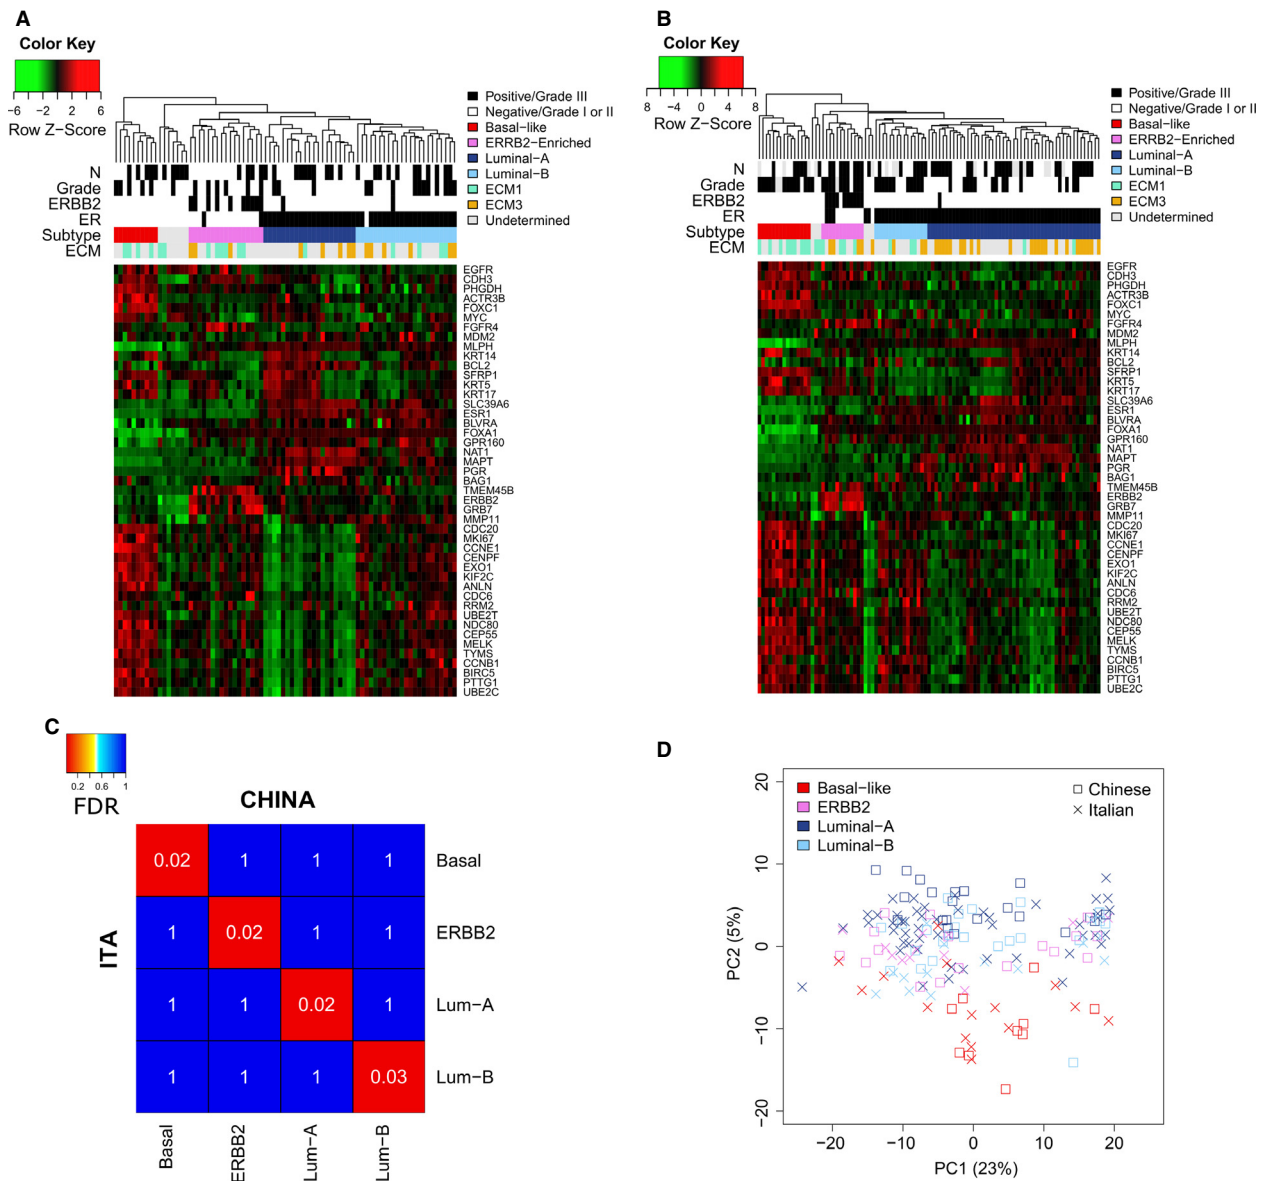 A
Color Key
−6 −2 2 6
Row Z−Score
Positive/Grade III
Negative/Grade I or II
Basal−like
ERRB2−Enriched
Luminal−A
Luminal−B
ECM1
ECM3
Undetermined
N
Grade
ERBB2
ER
Subtype
ECM
EGFR
CDH3
PHGDH
ACTR3B
FOXC1
MYC
FGFR4
MDM2
MLPH
KRT14
BCL2
SFRP1
KRT5
KRT17
SLC39A6
ESR1
BLVRA
FOXA1
GPR160
NAT1
MAPT
PGR
BAG1
TMEM45B
ERBB2
GRB7
MMP11
CDC20
MKI67
CCNE1
CENPF
EXO1
KIF2C
ANLN
CDC6
RRM2
UBE2T
NDC80
CEP55
MELK
TYMS
CCNB1
BIRC5
PTTG1
UBE2C
B
Color Key
8 −4 0 4 8
Row Z−Score
Positive/Grade III
Negative/Grade I or II
Basal−like
ERRB2−Enriched
Luminal−A
Luminal−B
ECM1
ECM3
Undetermined
N
Grade
ERBB2
ER
Subtype
ECM
EGFR
CDH3
PHGDH
ACTR3B
FOXC1
MYC
FGFR4
MDM2
MLPH
KRT14
BCL2
SFRP1
KRT5
KRT17
SLC39A6
ESR1
BLVRA
FOXA1
GPR160
NAT1
MAPT
PGR
BAG1
TMEM45B
ERBB2
GRB7
MMP11
CDC20
MKI67
CCNE1
CENPF
EXO1
KIF2C
ANLN
CDC6
RRM2
UBE2T
NDC80
CEP55
MELK
TYMS
CCNB1
BIRC5
PTTG1
UBE2C
C
0.2 0.6 1
FDR
CHINA
ITA
0.02 1 1 1 Basal
1 0.02 1 1 ERBB2
1 1 0.02 1 Lum−A
1 1 1 0.03 Lum−B
Basal ERBB2 Lum−A Lum−B
D
Basal−like
ERBB2
Luminal−A
Luminal−B
Chinese
Italian
PC2 (5%)
20
10
0
−10
−20
−20 −10 0 10 20
PC1 (23%)